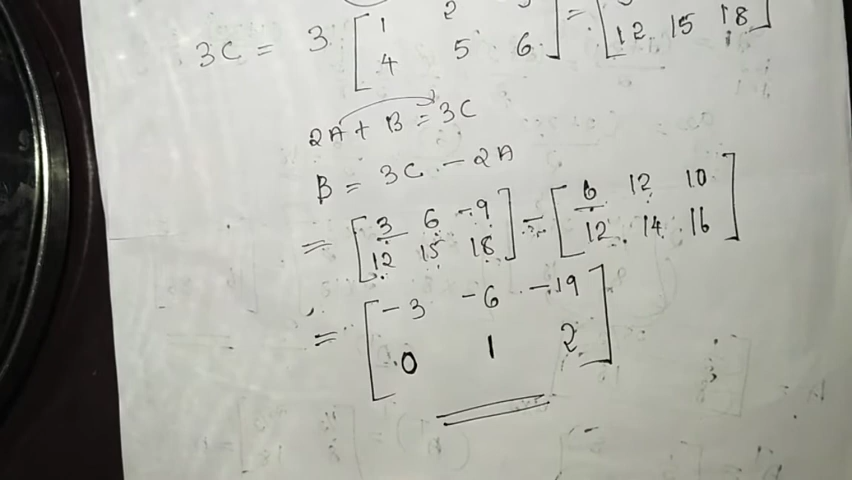 3C = 3 [ 1 2
4 5 6 ] = [
12 15 18 ]
2A + B = 3C
B = 3C - 2A
= [ 3 6 -9
12 15 18 ] - [ 6 12 10
12 14 16 ]
= [ -3 -6 -19
0 1 2 ]